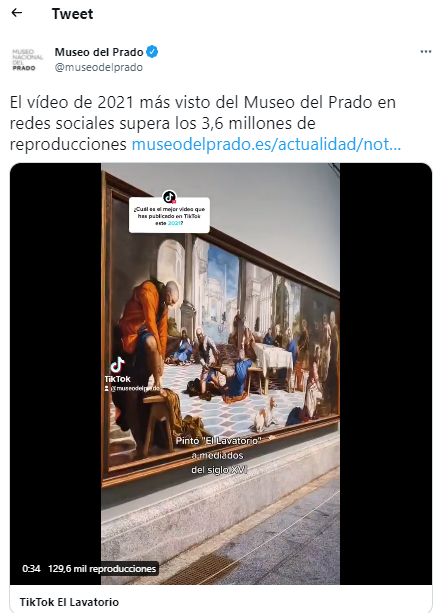 Tweet
MUSEO
NACIONAL
DEL
PRADO
Museo del Prado
@museodelprado
El vídeo de 2021 más visto del Museo del Prado en
redes sociales supera los 3,6 millones de
reproducciones museodelprado.es/actualidad/not...
¿Cuál es el mejor vídeo que
has publicado en TikTok
este 2021?
TikTok
@museodelprado
Pintó "El Lavatorio"
a mediados
del siglo XVI
0:34 129,6 mil reproducciones
TikTok El Lavatorio